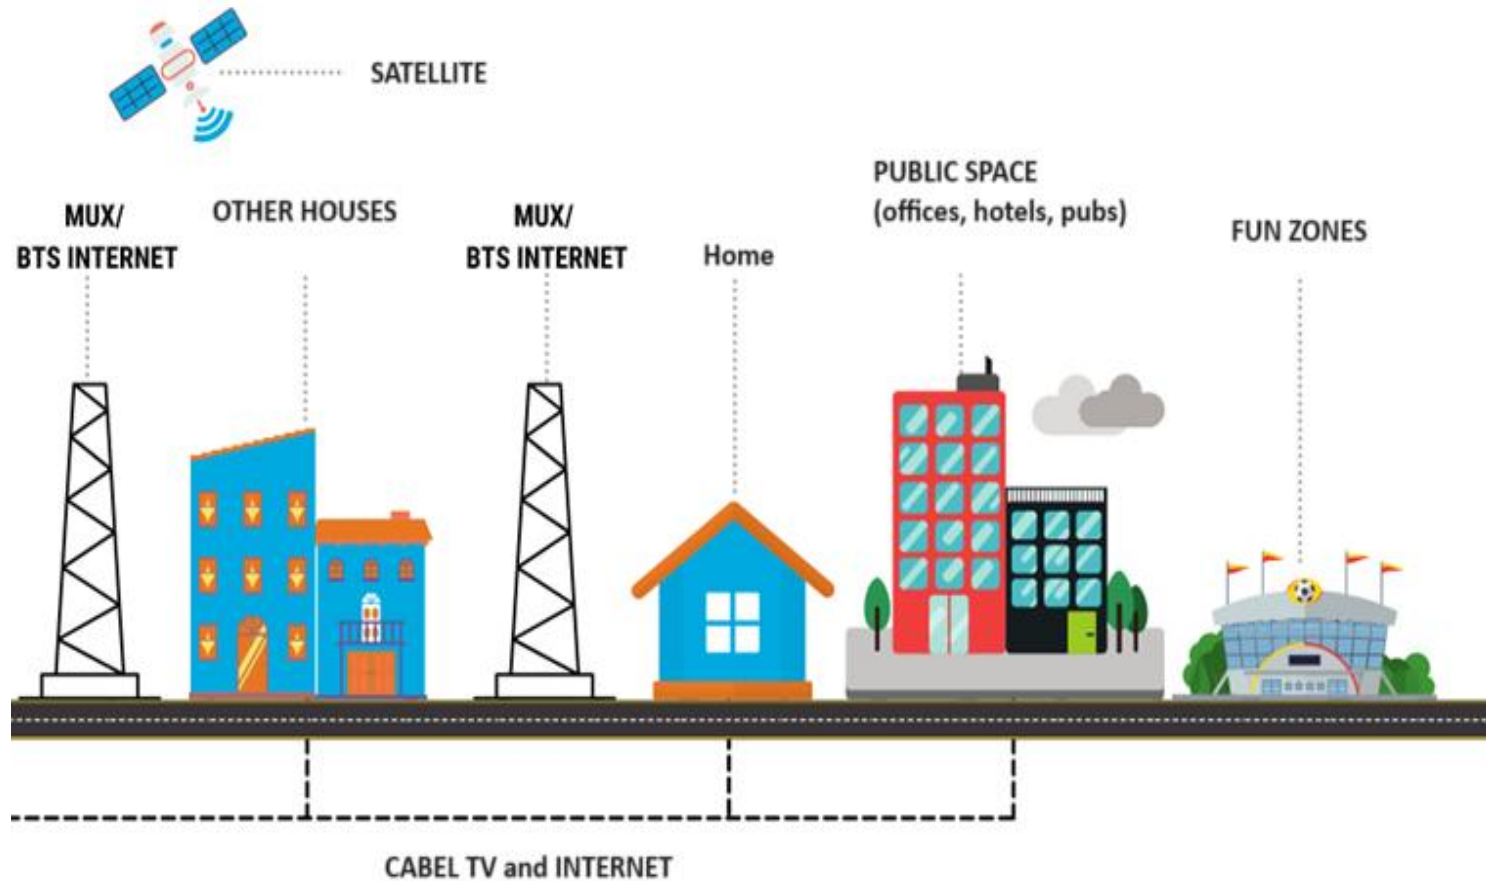 SATELLITE
PUBLIC SPACE
(offices, hotels, pubs)
MUX/
BTS INTERNET
OTHER HOUSES
MUX/
BTS INTERNET
Home
FUN ZONES
CABEL TV and INTERNET